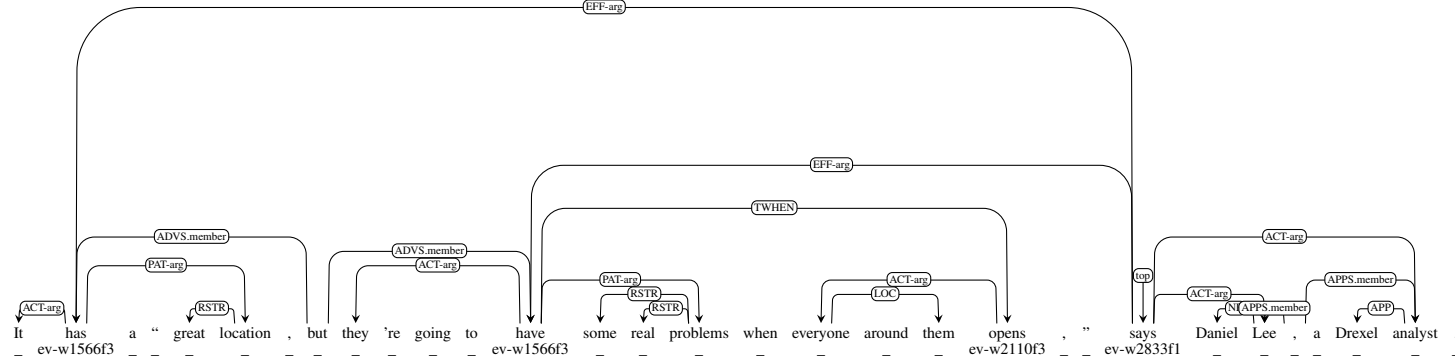 EFF-arg
EFF-arg
TWHEN
ADVS.member
ACT-arg
ADVS.member
PAT-arg
ACT-arg
top
PAT-arg
ACT-arg
APPS.member
RSTR
LOC
ACT-arg
ACT-arg
RSTR
RSTR
APPS.member
APP
It has a “ great location , but they ’re going to have some real problems when everyone around them opens , ” says Daniel Lee , a Drexel analyst
ev-w1566f3 ev-w1566f3 ev-w2110f3 ev-w2833f1
_ _ _ _ _ _ _ _ _ _ _ _ _ _ _ _ _ _ _ _ _ _ _ _ _ _ _ _ _ _